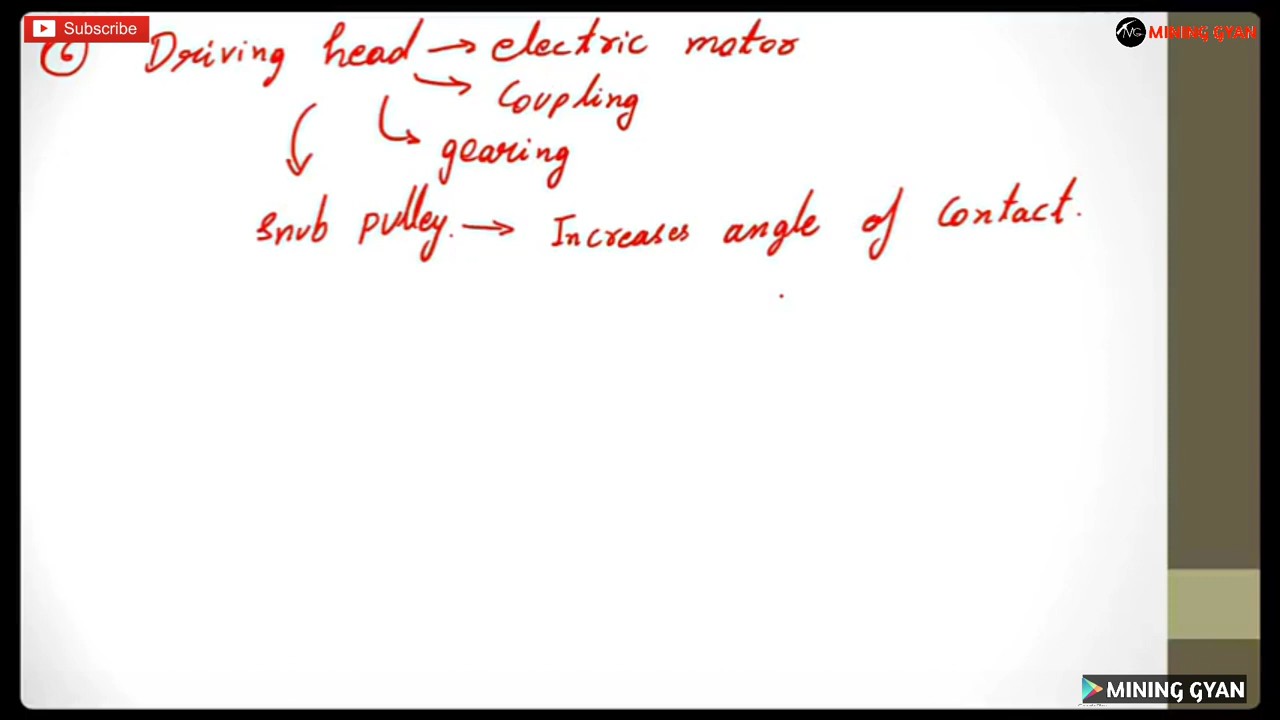 Subscribe
MINING GYAN
6 Driving head → electric motor
→ Coupling
→ gearing
snub pulley. → Increases angle of contact.
MINING GYAN